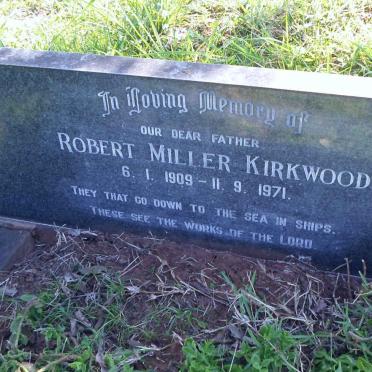 In Loving Memory of
OUR DEAR FATHER
ROBERT MILLER KIRKWOOD
6. 1. 1909 - 11. 9. 1971.
THEY THAT GO DOWN TO THE SEA IN SHIPS.
THESE SEE THE WORKS OF THE LORD